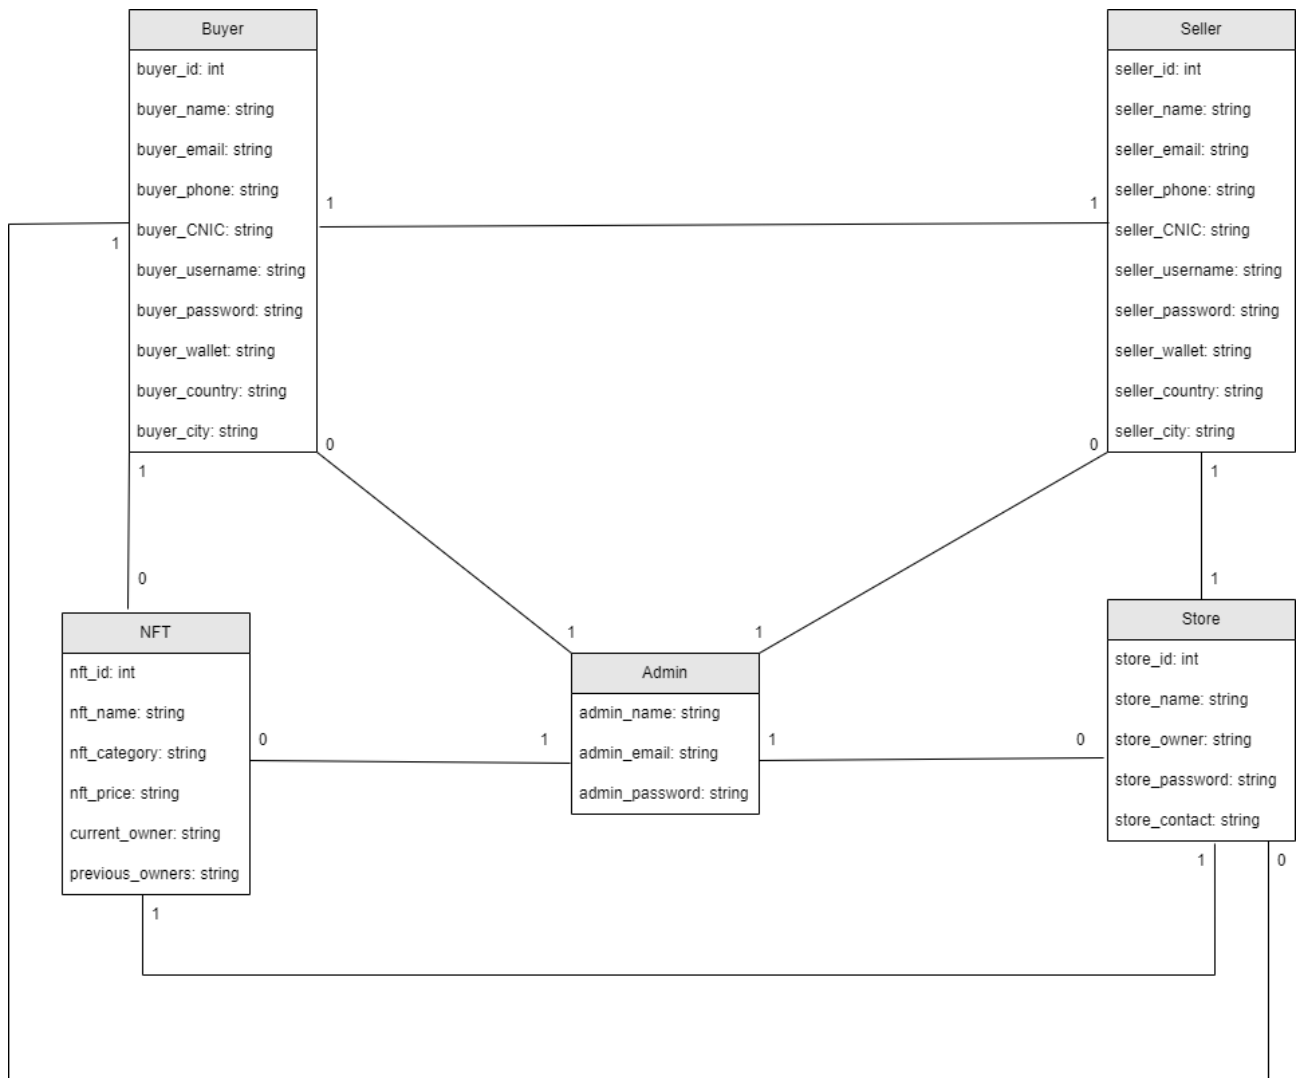 Buyer
buyer_id: int
buyer_name: string
buyer_email: string
buyer_phone: string
buyer_CNIC: string
buyer_username: string
buyer_password: string
buyer_wallet: string
buyer_country: string
buyer_city: string
Seller
seller_id: int
seller_name: string
seller_email: string
seller_phone: string
seller_CNIC: string
seller_username: string
seller_password: string
seller_wallet: string
seller_country: string
seller_city: string
1
1
1
0
0
1
1
0
1
1
1
NFT
nft_id: int
nft_name: string
nft_category: string
nft_price: string
current_owner: string
previous_owners: string
Admin
admin_name: string
admin_email: string
admin_password: string
Store
store_id: int
store_name: string
store_owner: string
store_password: string
store_contact: string
0
1
1
0
1
0
1